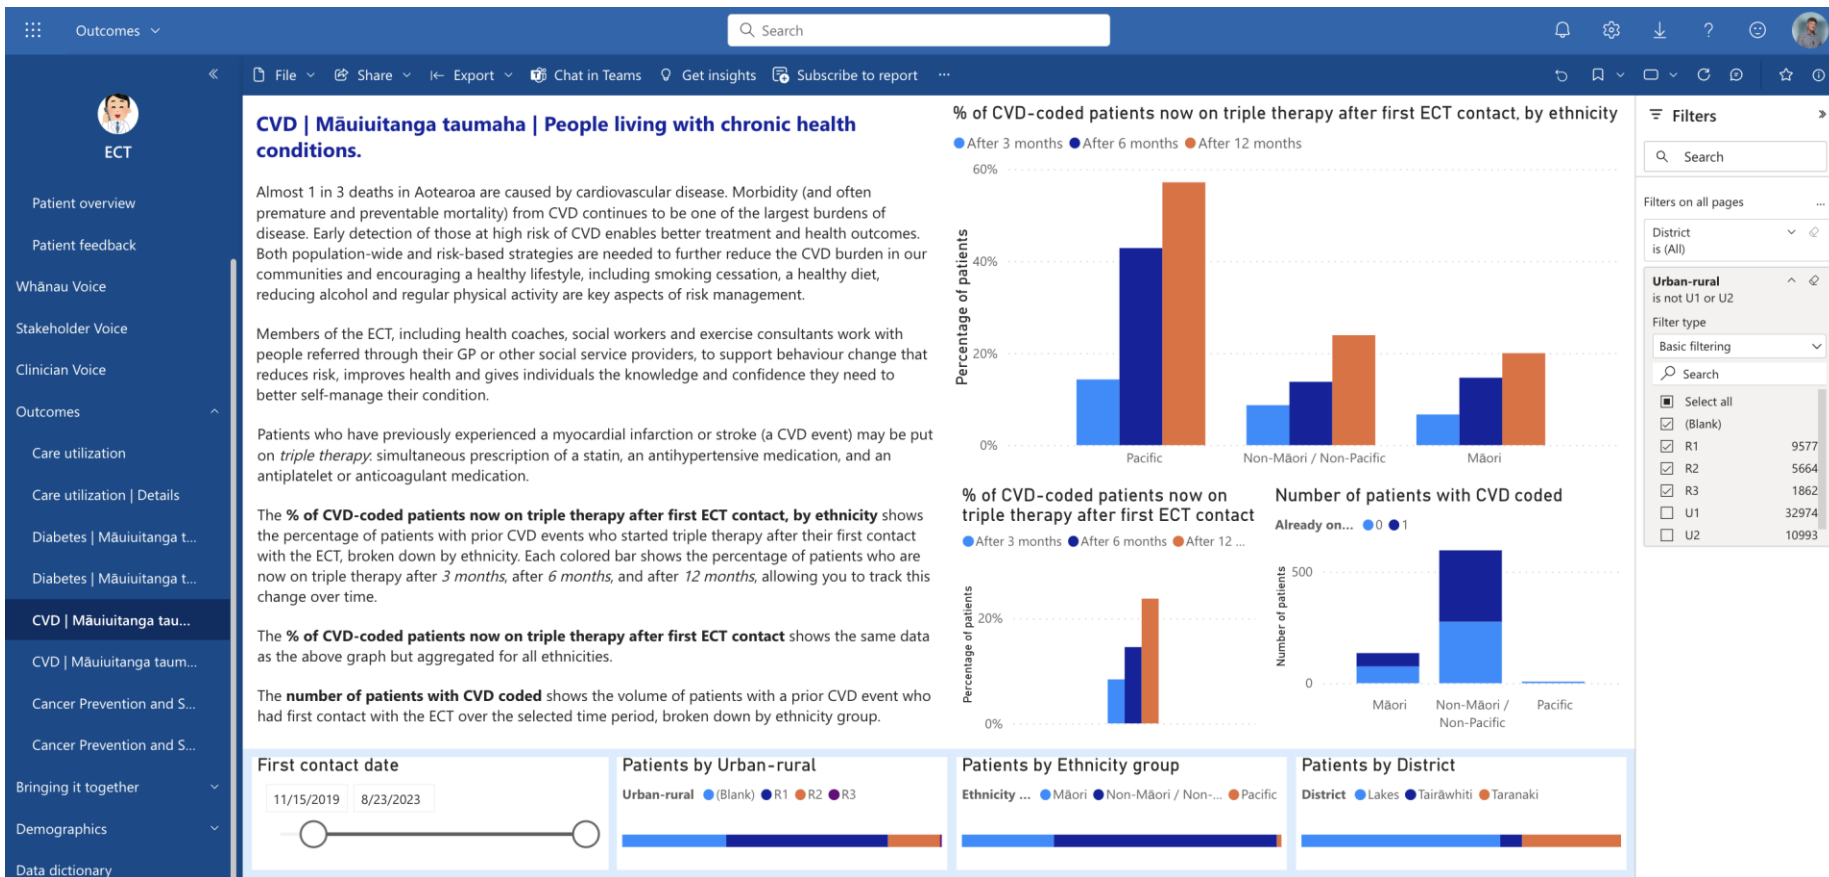 Outcomes
Search
File
Share
Export
Chat in Teams
Get insights
Subscribe to report
...
ECT
Patient overview
Patient feedback
Whānau Voice
Stakeholder Voice
Clinician Voice
Outcomes
Care utilization
Care utilization | Details
Diabetes | Māuiuitanga t...
Diabetes | Māuiuitanga t...
CVD | Māuiuitanga tau...
CVD | Māuiuitanga taum...
Cancer Prevention and S...
Cancer Prevention and S...
Bringing it together
Demographics
Data dictionary
CVD | Māuiuitanga taumaha | People living with chronic health
conditions.
Almost 1 in 3 deaths in Aotearoa are caused by cardiovascular disease. Morbidity (and often
premature and preventable mortality) from CVD continues to be one of the largest burdens of
disease. Early detection of those at high risk of CVD enables better treatment and health outcomes.
Both population-wide and risk-based strategies are needed to further reduce the CVD burden in our
communities and encouraging a healthy lifestyle, including smoking cessation, a healthy diet,
reducing alcohol and regular physical activity are key aspects of risk management.
Members of the ECT, including health coaches, social workers and exercise consultants work with
people referred through their GP or other social service providers, to support behaviour change that
reduces risk, improves health and gives individuals the knowledge and confidence they need to
better self-manage their condition.
Patients who have previously experienced a myocardial infarction or stroke (a CVD event) may be put
on triple therapy: simultaneous prescription of a statin, an antihypertensive medication, and an
antiplatelet or anticoagulant medication.
The % of CVD-coded patients now on triple therapy after first ECT contact, by ethnicity shows
the percentage of patients with prior CVD events who started triple therapy after their first contact
with the ECT, broken down by ethnicity. Each colored bar shows the percentage of patients who are
now on triple therapy after 3 months, after 6 months, and after 12 months, allowing you to track this
change over time.
The % of CVD-coded patients now on triple therapy after first ECT contact shows the same data
as the above graph but aggregated for all ethnicities.
The number of patients with CVD coded shows the volume of patients with a prior CVD event who
had first contact with the ECT over the selected time period, broken down by ethnicity group.
% of CVD-coded patients now on triple therapy after first ECT contact, by ethnicity
After 3 months After 6 months After 12 months
Percentage of patients
60%
40%
20%
0%
Pacific
Non-Māori / Non-Pacific
Māori
% of CVD-coded patients now on
triple therapy after first ECT contact
After 3 months After 6 months After 12 ...
Percentage of patients
20%
0%
Number of patients with CVD coded
Already on... 0 1
Number of patients
500
0
Māori
Non-Māori /
Non-Pacific
Pacific
First contact date
11/15/2019 8/23/2023
Patients by Urban-rural
Urban-rural (Blank) R1 R2 R3
Patients by Ethnicity group
Ethnicity ... Māori Non-Māori / Non-... Pacific
Patients by District
District Lakes Tairāwhiti Taranaki
Filters
Search
Filters on all pages
...
District
is (All)
Urban-rural
is not U1 or U2
Filter type
Basic filtering
Search
Select all
(Blank)
R1 9577
R2 5664
R3 1862
U1 32974
U2 10993